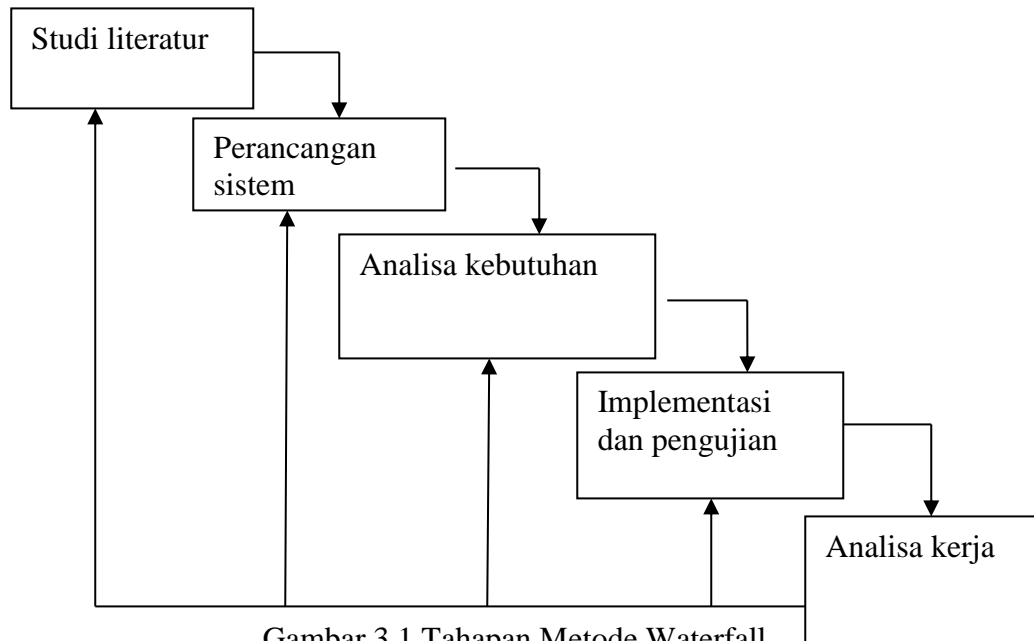 Studi literatur
Perancangan
sistem
Analisa kebutuhan
Implementasi
dan pengujian
Analisa kerja
Gambar 3.1 Tahapan Metode Waterfall